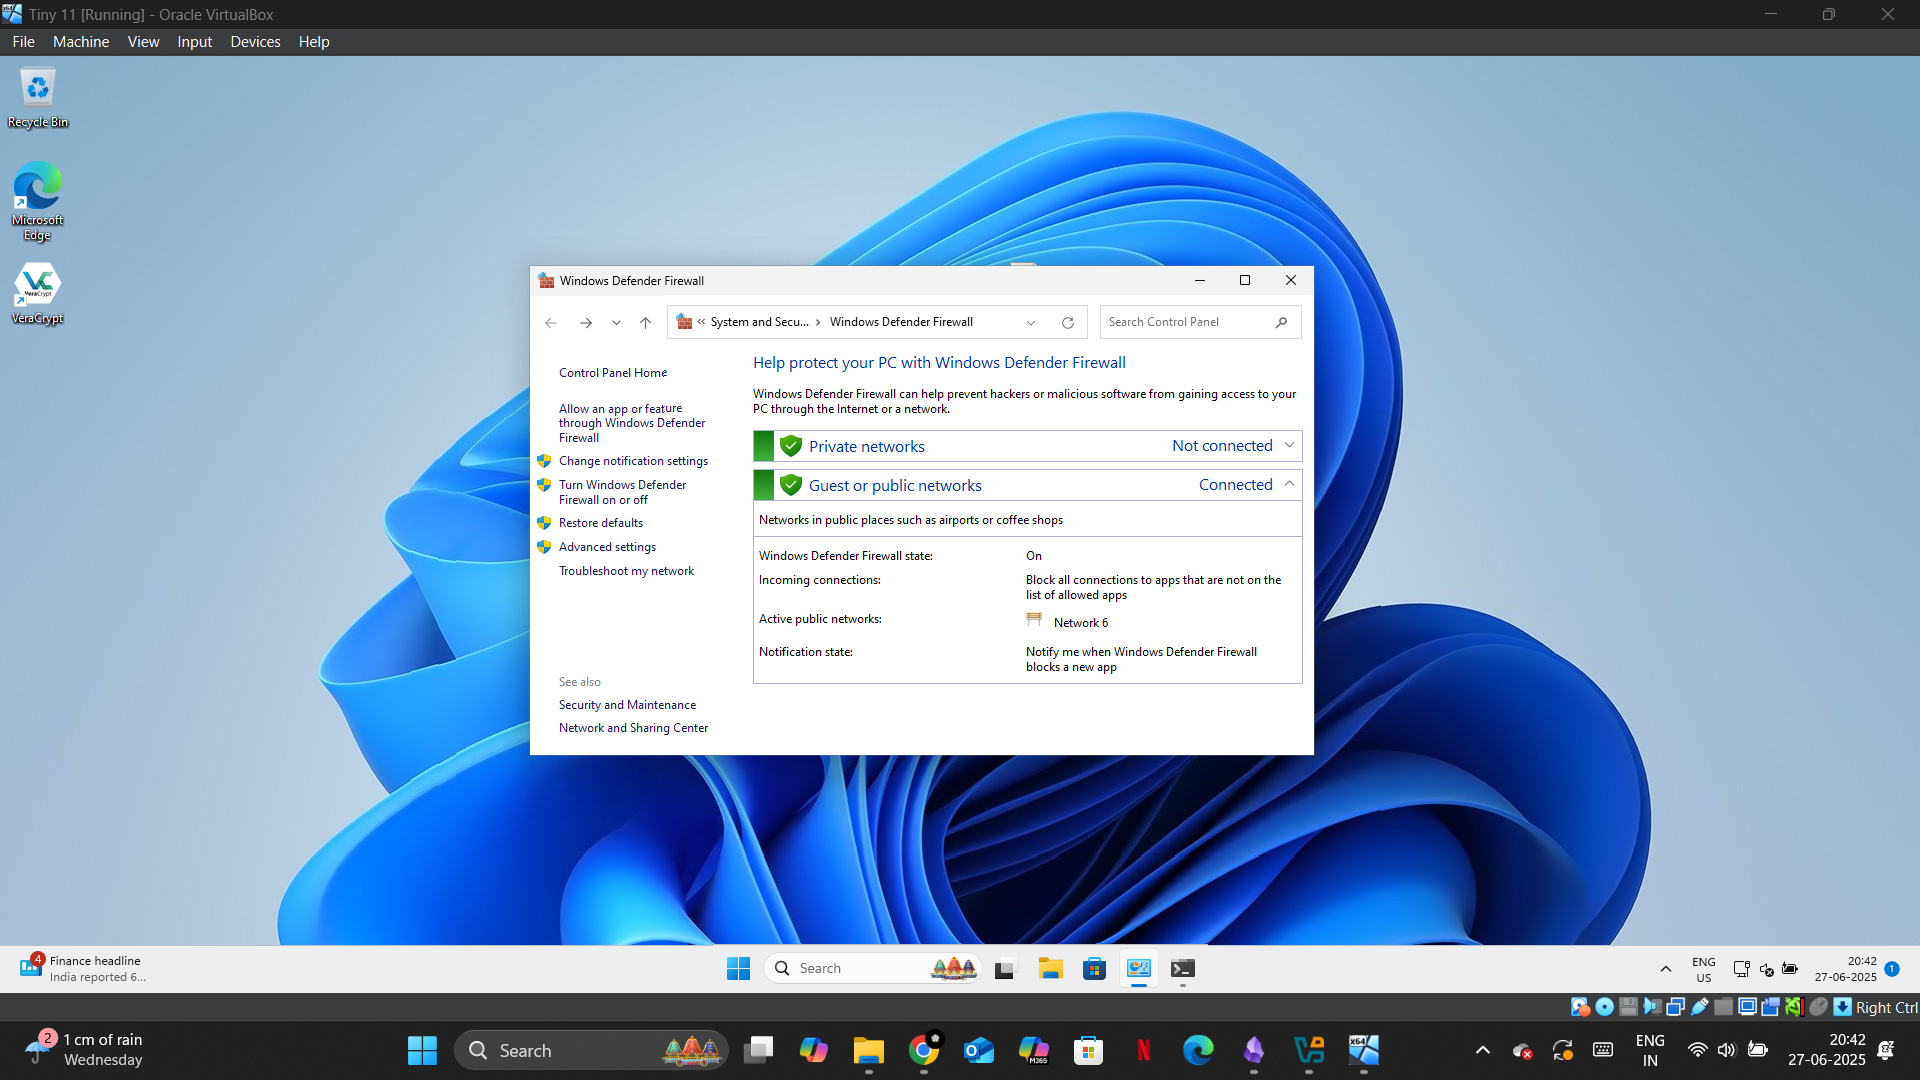 Tiny 11 [Running] - Oracle VirtualBox
File Machine View Input Devices Help
Recycle Bin
Microsoft
Edge
VeraCrypt
VeraCrypt
Windows Defender Firewall
« System and Secu... › Windows Defender Firewall
Search Control Panel
Control Panel Home
Allow an app or feature
through Windows Defender
Firewall
Change notification settings
Turn Windows Defender
Firewall on or off
Restore defaults
Advanced settings
Troubleshoot my network
See also
Security and Maintenance
Network and Sharing Center
Help protect your PC with Windows Defender Firewall
Windows Defender Firewall can help prevent hackers or malicious software from gaining access to your
PC through the Internet or a network.
Private networks Not connected
Guest or public networks Connected
Networks in public places such as airports or coffee shops
Windows Defender Firewall state: On
Incoming connections: Block all connections to apps that are not on the
list of allowed apps
Active public networks: Network 6
Notification state: Notify me when Windows Defender Firewall
blocks a new app
4
Finance headline
India reported 6...
Search
ENG
US
20:42
27-06-2025
1
Right Ctrl
2
1 cm of rain
Wednesday
Search
M365
N
x64
ENG
IN
20:42
27-06-2025